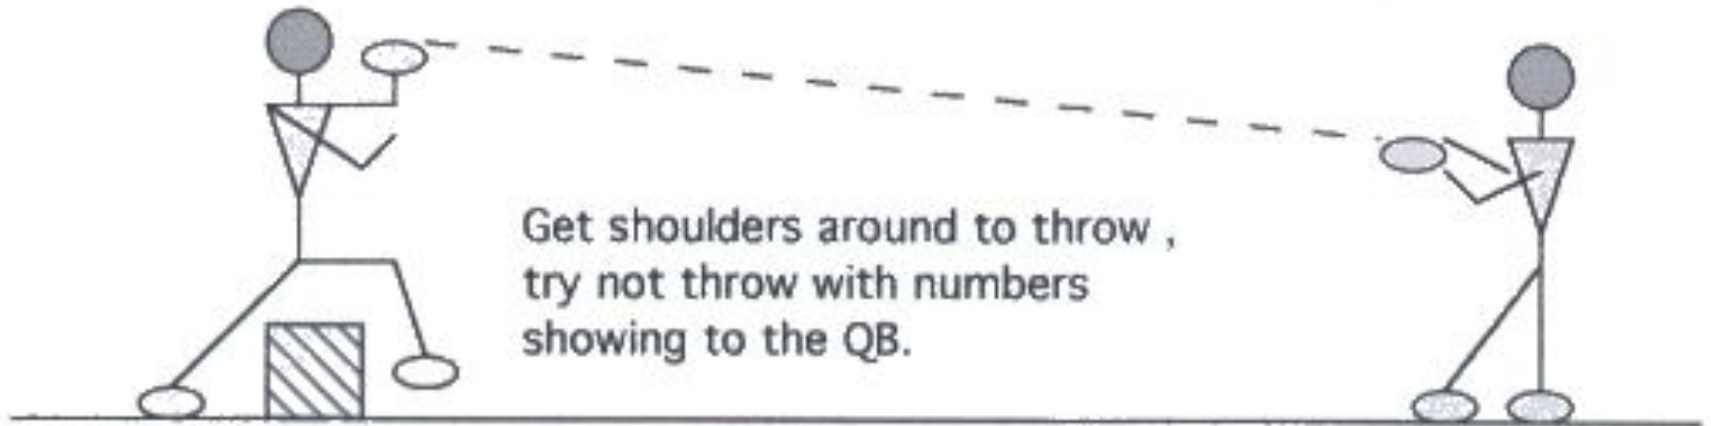 Get shoulders around to throw ,
try not throw with numbers
showing to the QB.